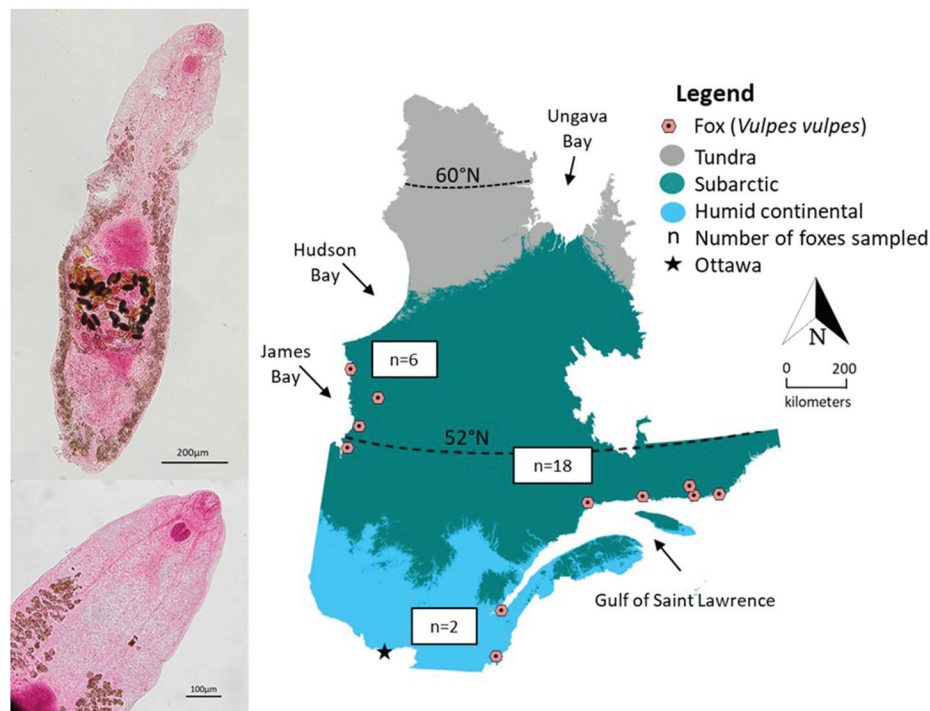 200µm
100µm
Legend
Fox (Vulpes vulpes)
Tundra
Subarctic
Humid continental
n Number of foxes sampled
Ottawa
Ungava
Bay
60°N
Hudson
Bay
James
Bay
n=6
52°N
n=18
n=2
Gulf of Saint Lawrence
N
0 200
kilometers